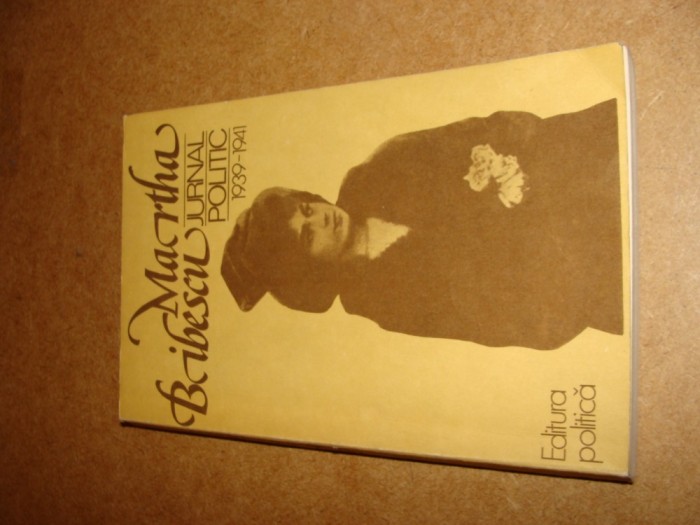 Martha
Bibescu
JURNAL
POLITIC
1939-1941
Editura
politică